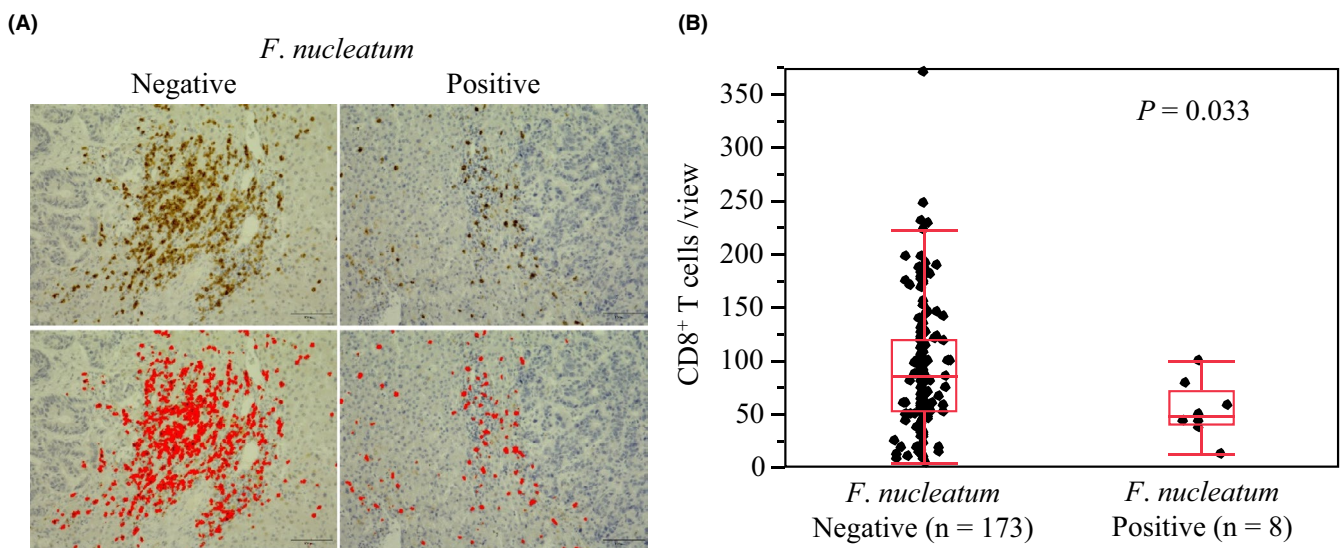 (A)
F. nucleatum
Negative Positive
(B)
P = 0.033
CD8⁺ T cells /view
350
300
250
200
150
100
50
0
F. nucleatum
Negative (n = 173)
F. nucleatum
Positive (n = 8)